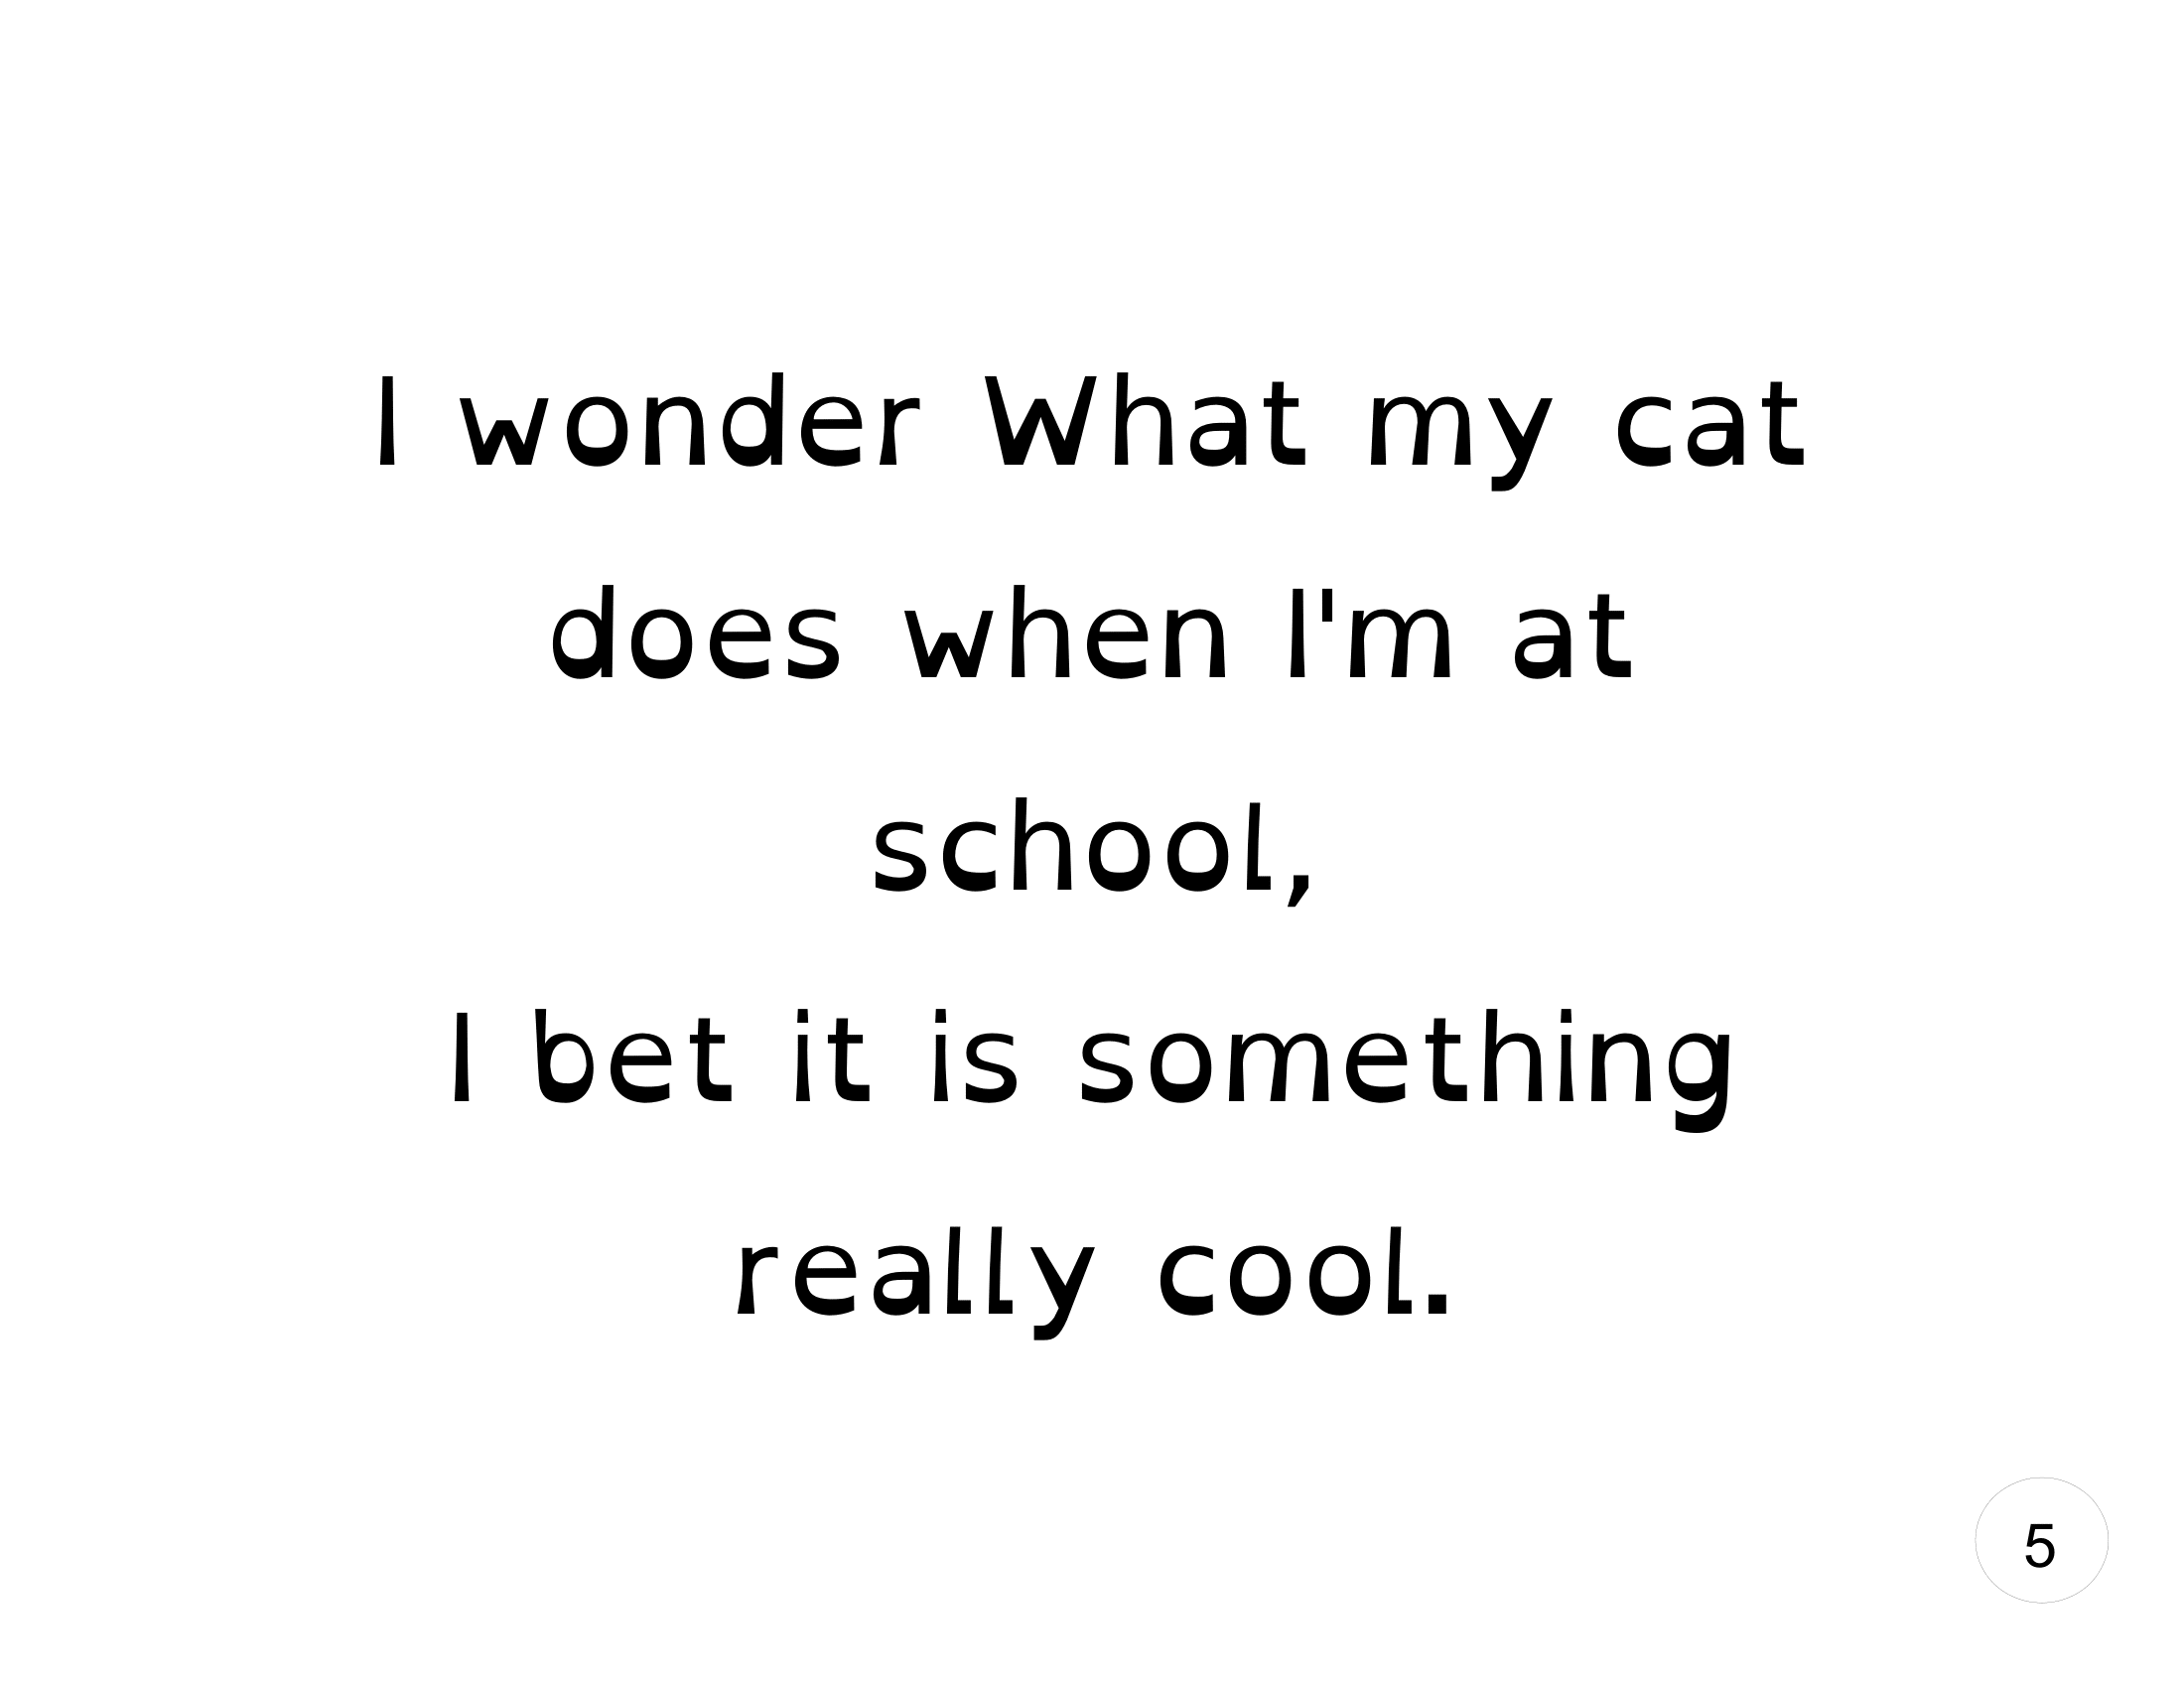 I wonder What my cat
does when I'm at
school,
I bet it is something
really cool.
5